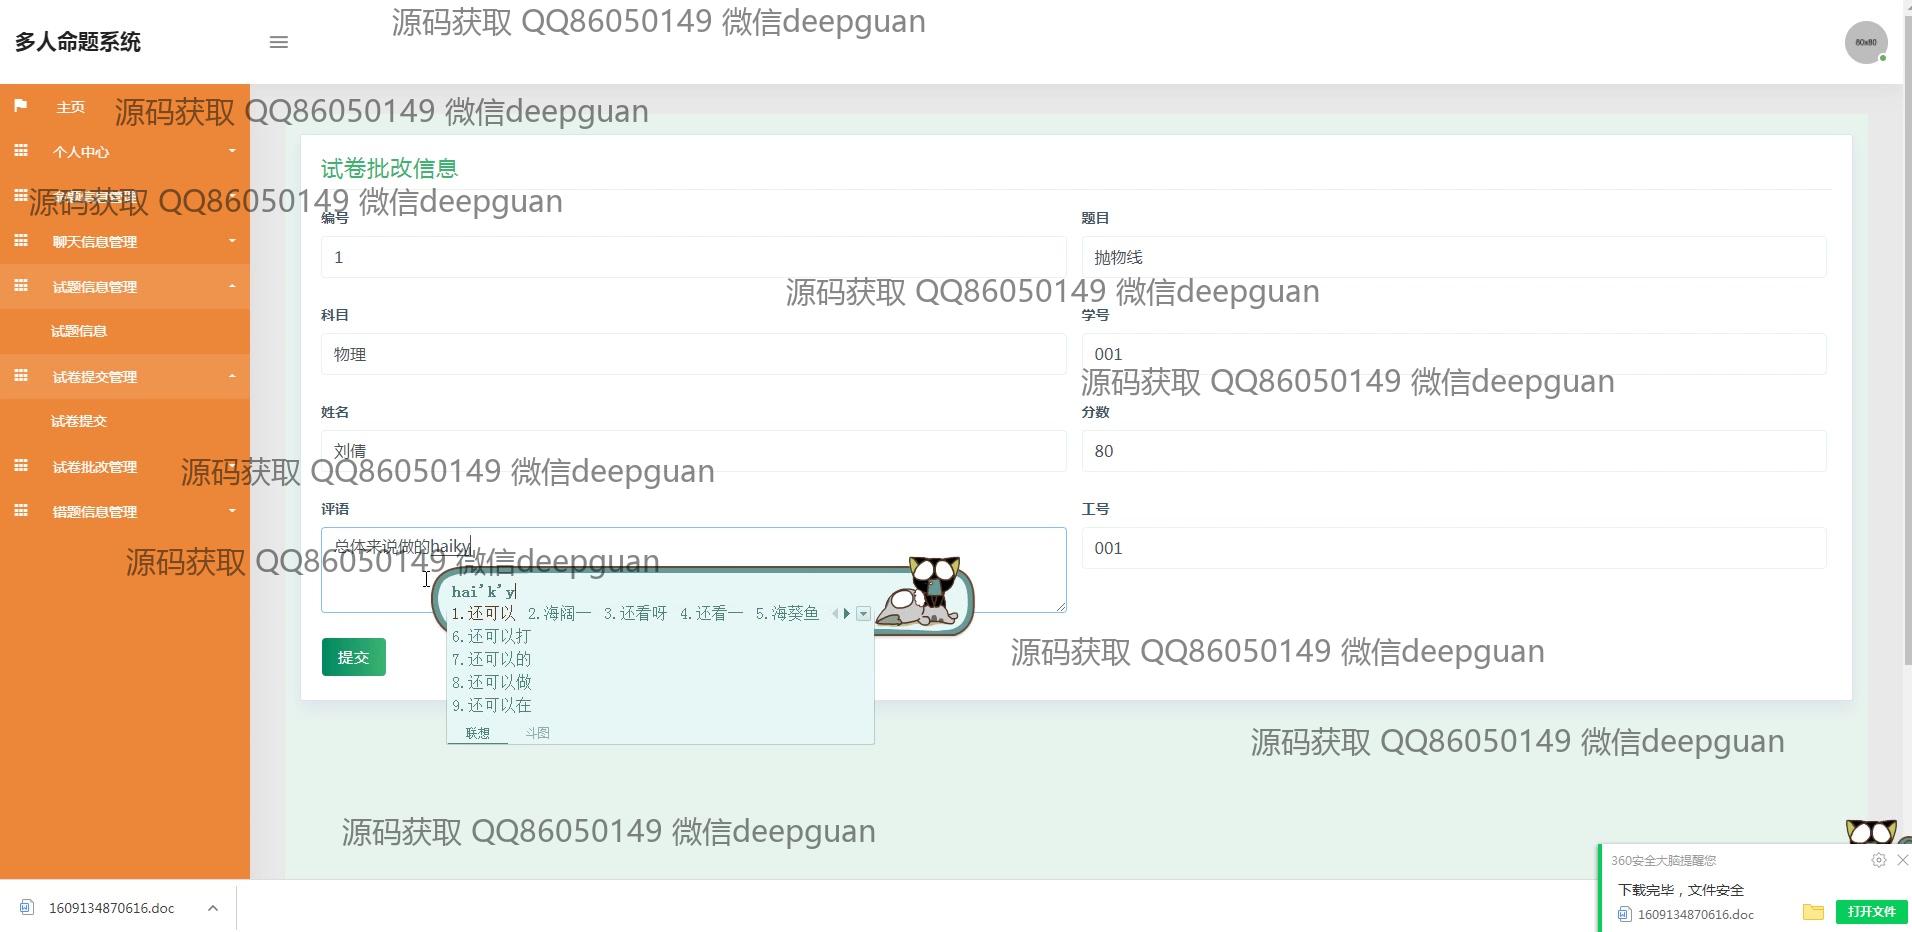 源码获取 QQ86050149 微信deepguan
多人命题系统
60x60
主页
源码获取 QQ86050149 微信deepguan
个人中心
试卷批改信息
源码获取 QQ86050149 微信deepguan
编号
题目
聊天信息管理
1
抛物线
试题信息管理
源码获取 QQ86050149 微信deepguan
科目
学号
试题信息
物理
001
试卷提交管理
源码获取 QQ86050149 微信deepguan
姓名
分数
试卷提交
刘倩
80
试卷批改管理
源码获取 QQ86050149 微信deepguan
评语
工号
错题信息管理
总体来说做的haiky
001
源码获取 QQ86050149 微信deepguan
hai'k'y
1.还可以 2.海阔一 3.还看呀 4.还看一 5.海葵鱼
6.还可以打
7.还可以的
8.还可以做
9.还可以在
联想 斗图
提交
源码获取 QQ86050149 微信deepguan
源码获取 QQ86050149 微信deepguan
源码获取 QQ86050149 微信deepguan
360安全大脑提醒您
下载完毕，文件安全
1609134870616.doc
打开文件
1609134870616.doc